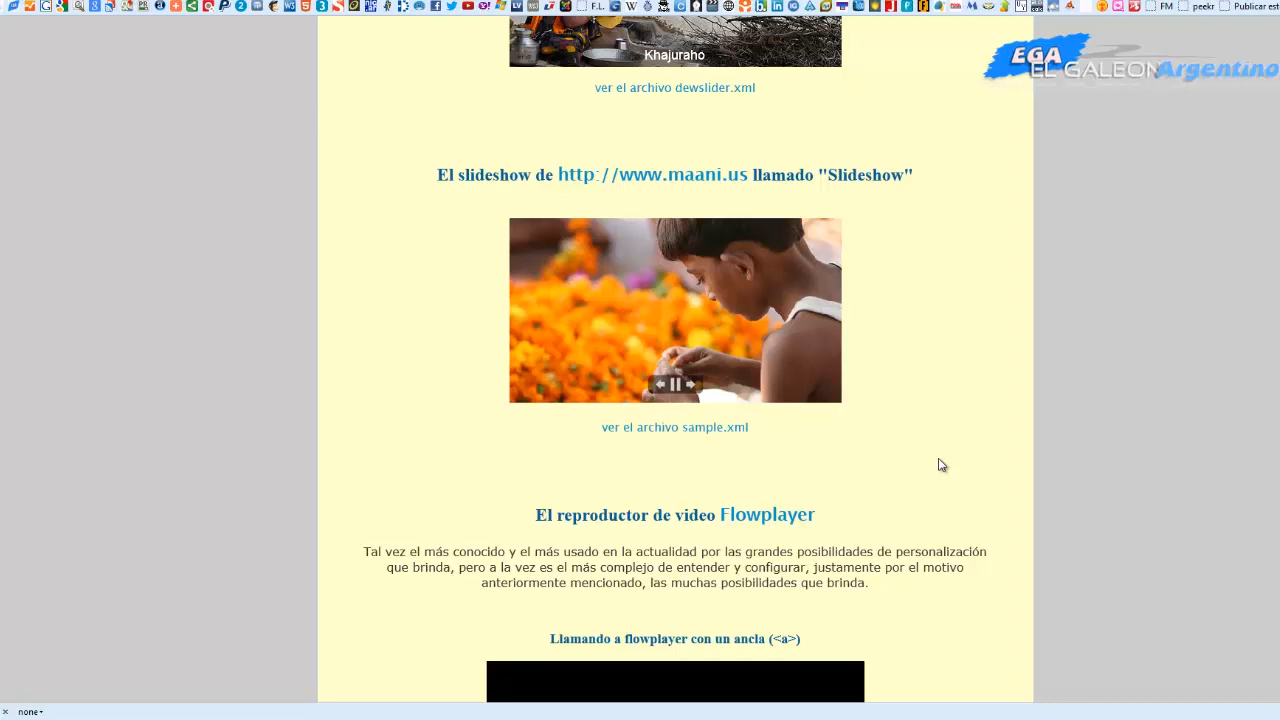 F.L.
FM
peekr
Publicar est
EGA
EL GALEON Argentino
Khajuraho
ver el archivo dewslider.xml
El slideshow de http://www.maani.us llamado "Slideshow"
ver el archivo sample.xml
El reproductor de video Flowplayer
Tal vez el más conocido y el más usado en la actualidad por las grandes posibilidades de personalización
que brinda, pero a la vez es el más complejo de entender y configurar, justamente por el motivo
anteriormente mencionado, las muchas posibilidades que brinda.
Llamando a flowplayer con un ancla (<a>)
none